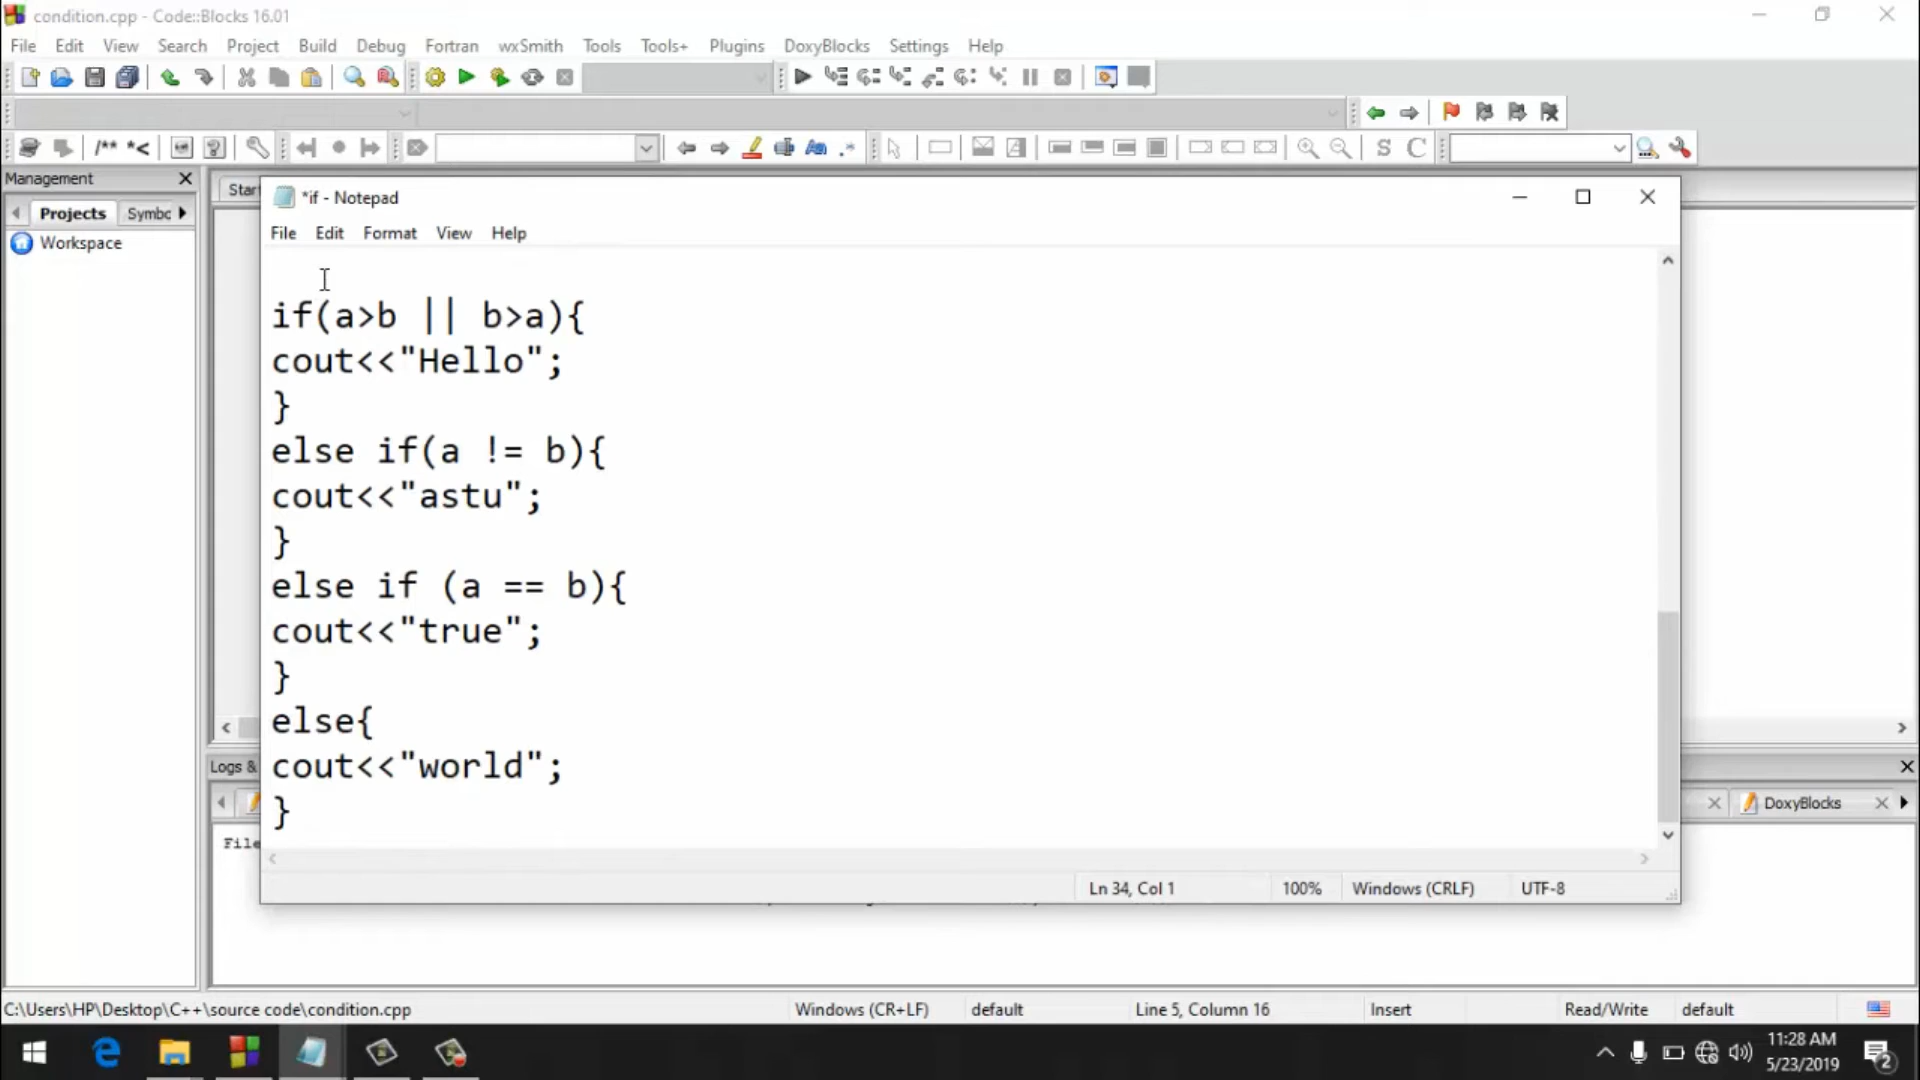 condition.cpp - Code::Blocks 16.01
File Edit View Search Project Build Debug Fortran wxSmith Tools Tools+ Plugins DoxyBlocks Settings Help
/** *<
S C
Management
Projects Symbc
Workspace
Star
*if - Notepad
File Edit Format View Help
if(a>b || b>a){
cout<<"Hello";
}
else if(a != b){
cout<<"astu";
}
else if (a == b){
cout<<"true";
}
else{
cout<<"world";
}
Ln 34, Col 1 100% Windows (CRLF) UTF-8
Logs &
DoxyBlocks
File
C:\Users\HP\Desktop\C++\source code\condition.cpp Windows (CR+LF) default Line 5, Column 16 Insert Read/Write default
11:28 AM
5/23/2019
2